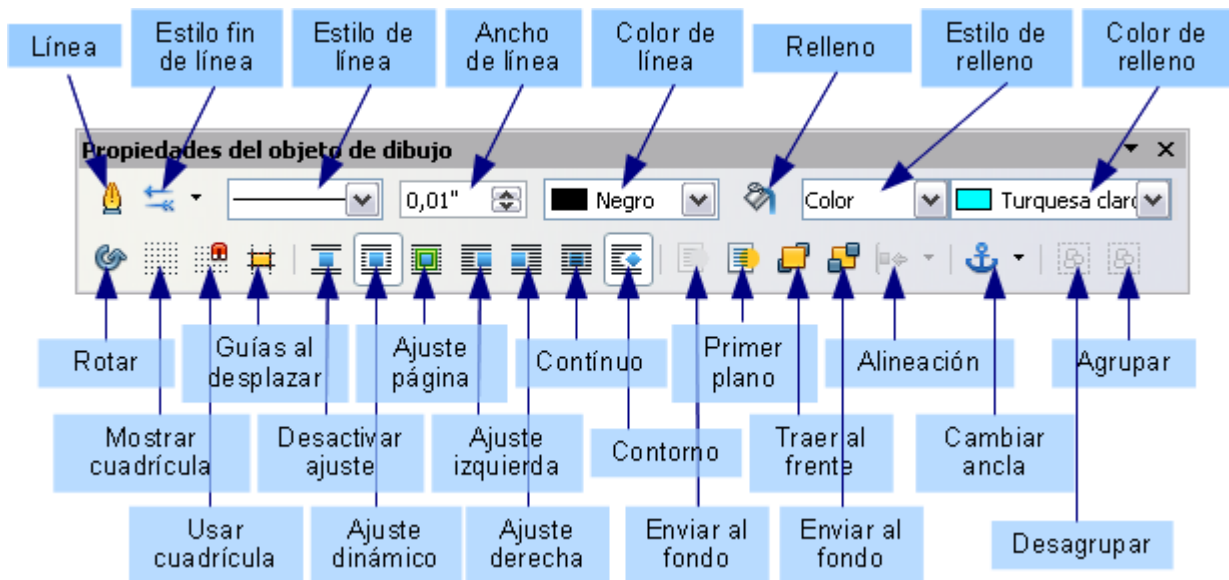 Línea
Estilo fin
de línea
Estilo de
línea
Ancho
de línea
Color de
línea
Relleno
Estilo de
relleno
Color de
relleno
Propiedades del objeto de dibujo
0,01"
Negro
Color
Turquesa claro
Rotar
Guías al
desplazar
Ajuste
página
Contínuo
Primer
plano
Alineación
Agrupar
Mostrar
cuadrícula
Desactivar
ajuste
Ajuste
izquierda
Contorno
Traer al
frente
Cambiar
ancla
Usar
cuadrícula
Ajuste
dinámico
Ajuste
derecha
Enviar al
fondo
Enviar al
fondo
Desagrupar